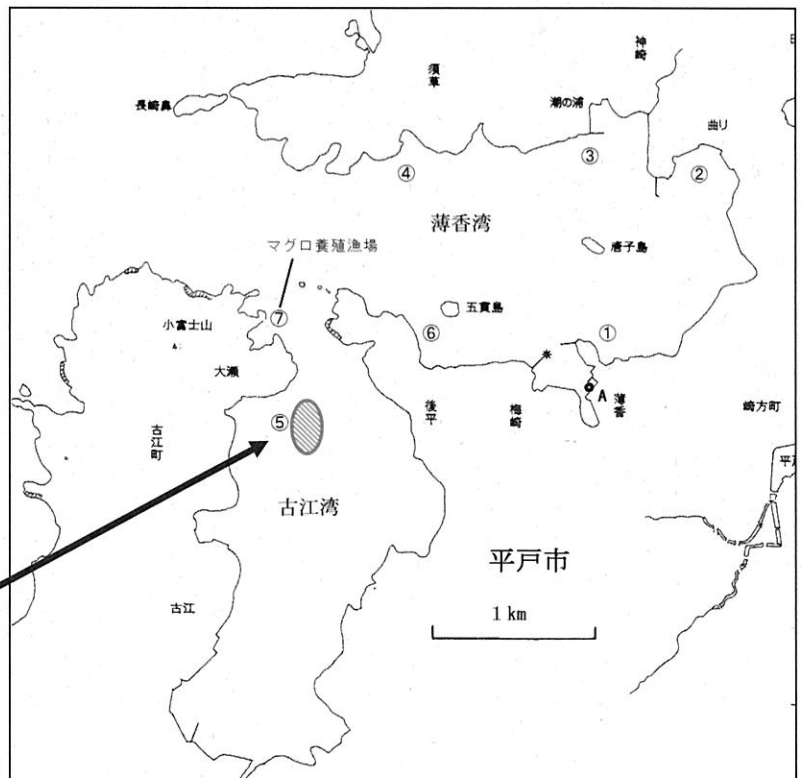 神崎
須草
長崎鼻
潮の浦
曲り
③
②
④
薄香湾
唐子島
マグロ養殖漁場
五貫島
⑦
小富士山
⑥
①
大瀬
A
薄香
後平
梅崎
崎方町
⑤
古江町
古江湾
平戸市
古江
1 km